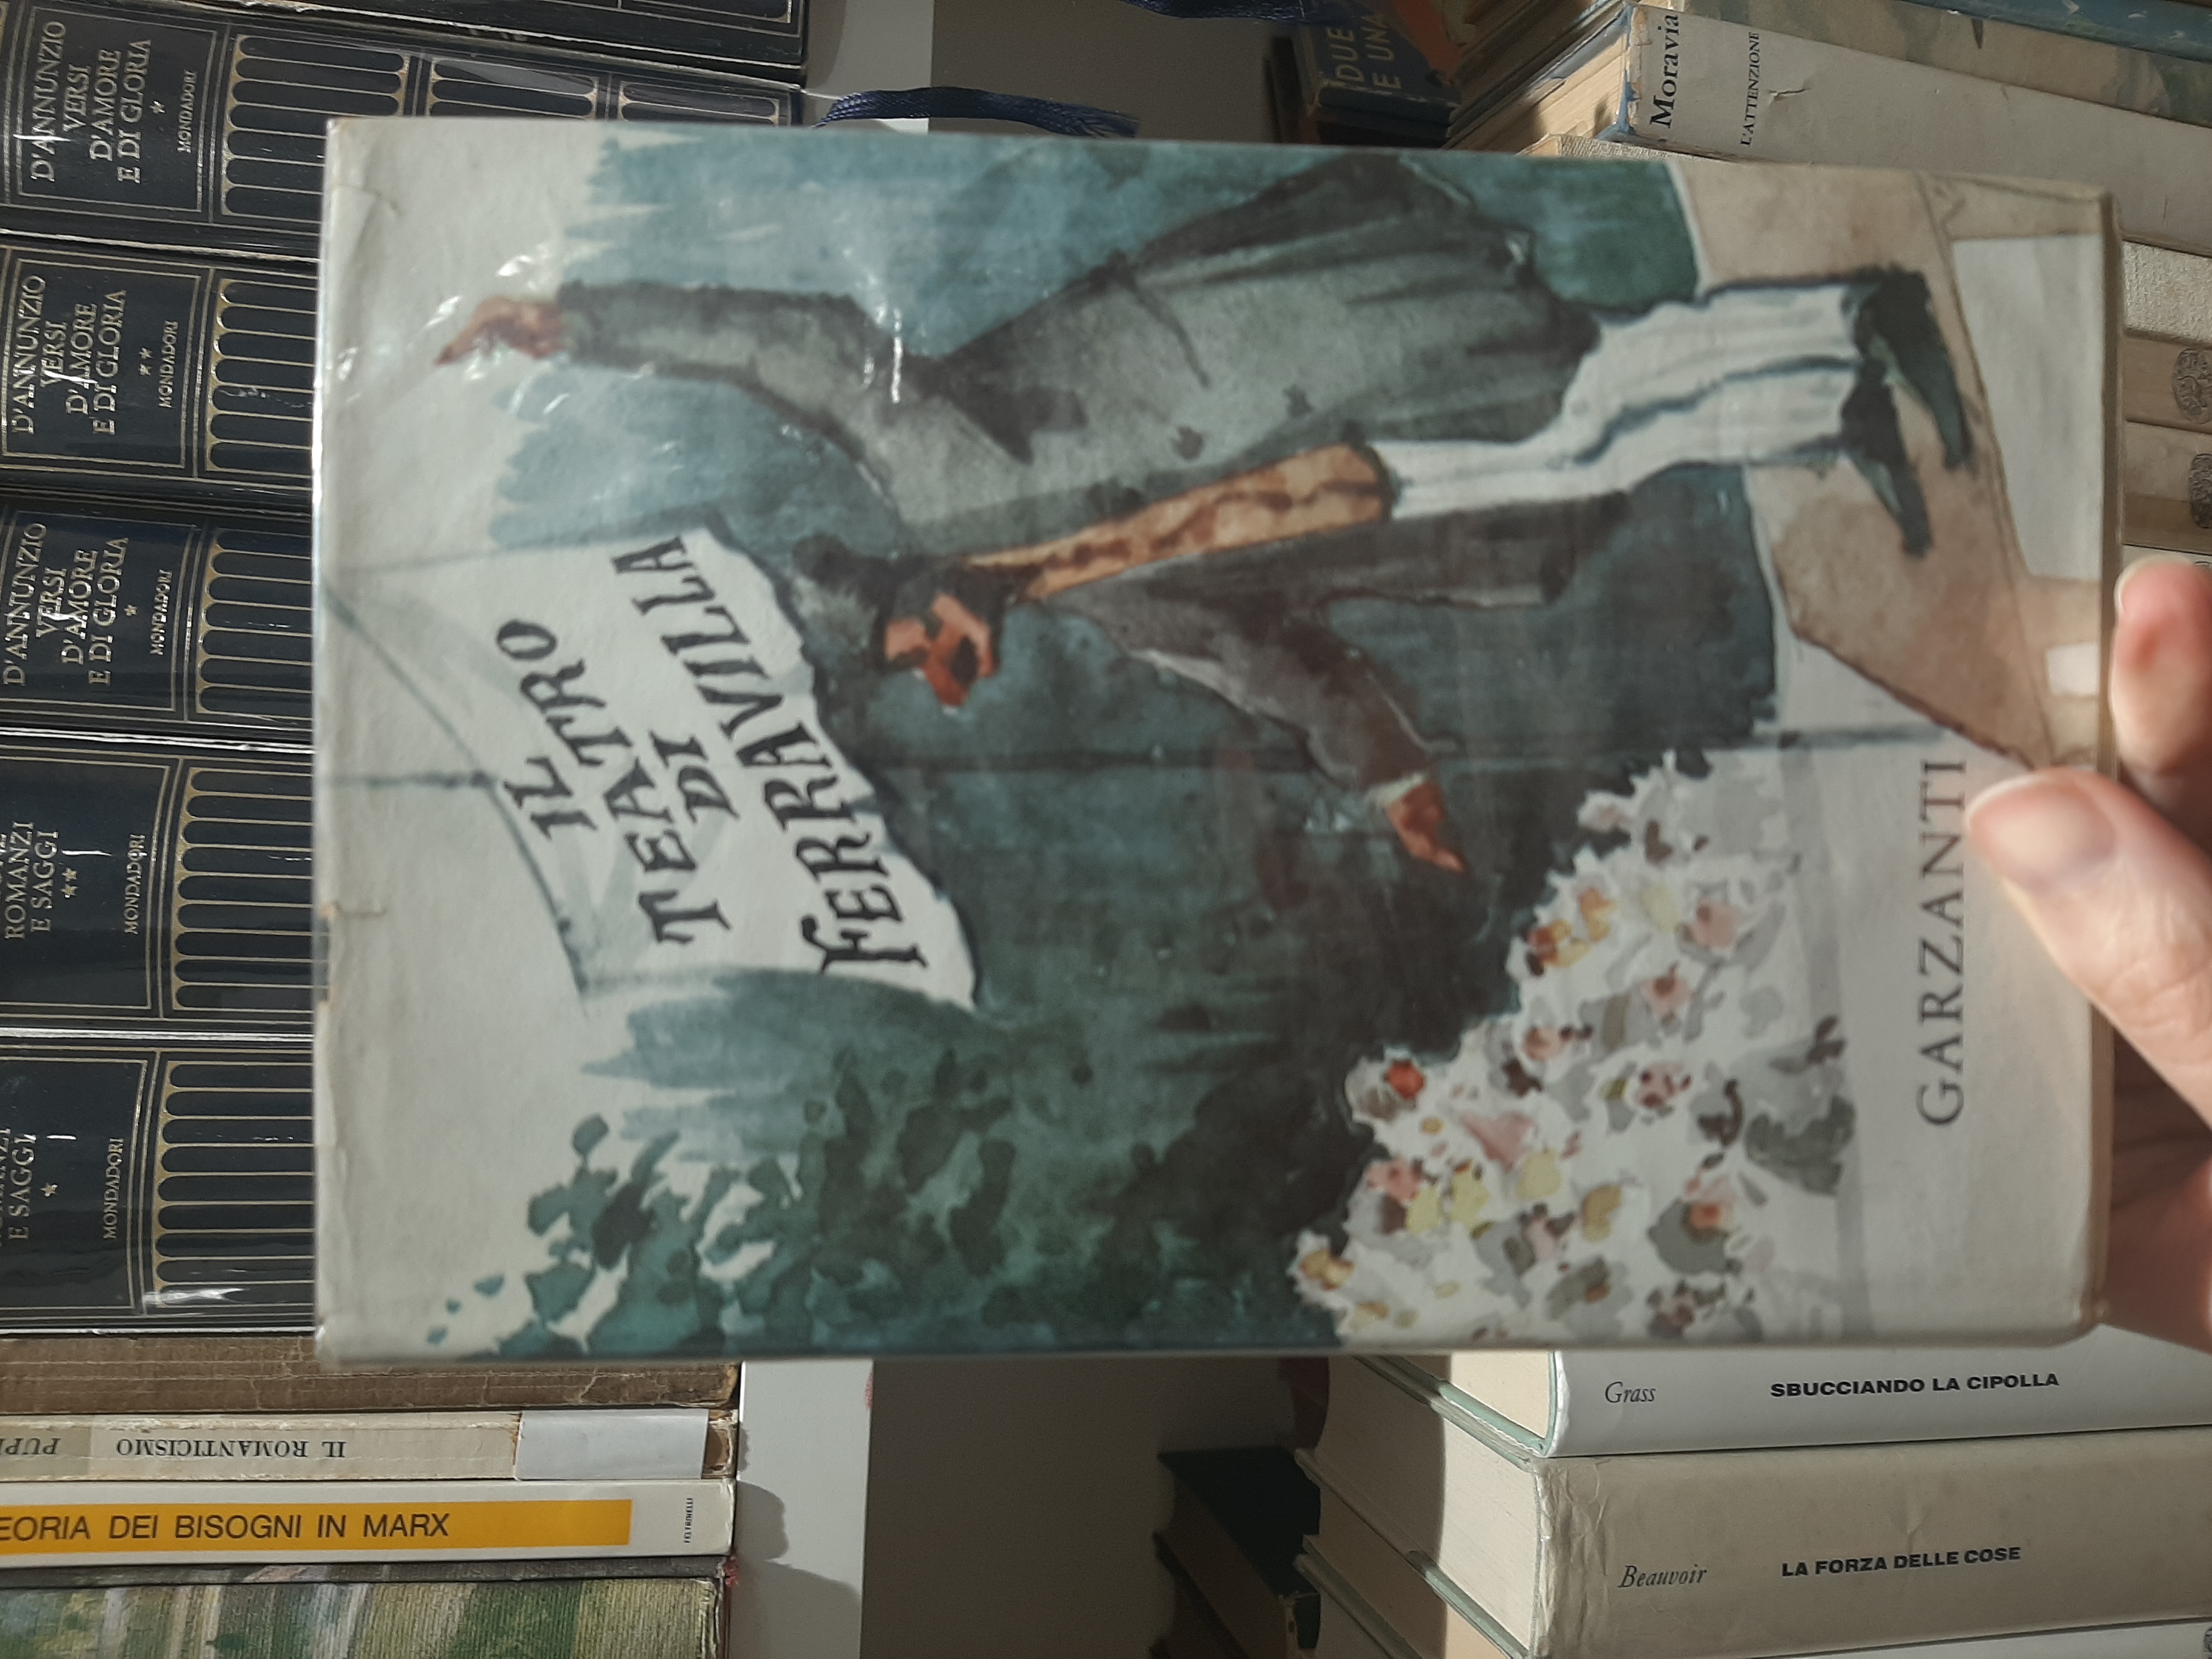 IL
TEATRO
DI
FERRAVILLA
GARZANTI
D'ANNUNZIO
VERSI
D'AMORE
E DI GLORIA
**
MONDADORI
D'ANNUNZIO
VERSI
D'AMORE
E DI GLORIA
*
MONDADORI
D'ANNUNZIO
VERSI
D'AMORE
E DI GLORIA
*
MONDADORI
ROMANZI
E SAGGI
**
MONDADORI
E SAGGI
*
MONDADORI
IL ROMANTICISMO
EORIA DEI BISOGNI IN MARX
FELTRINELLI
DUE
E UNA
Moravia
L'ATTENZIONE
Grass
SBUCCIANDO LA CIPOLLA
Beauvoir
LA FORZA DELLE COSE